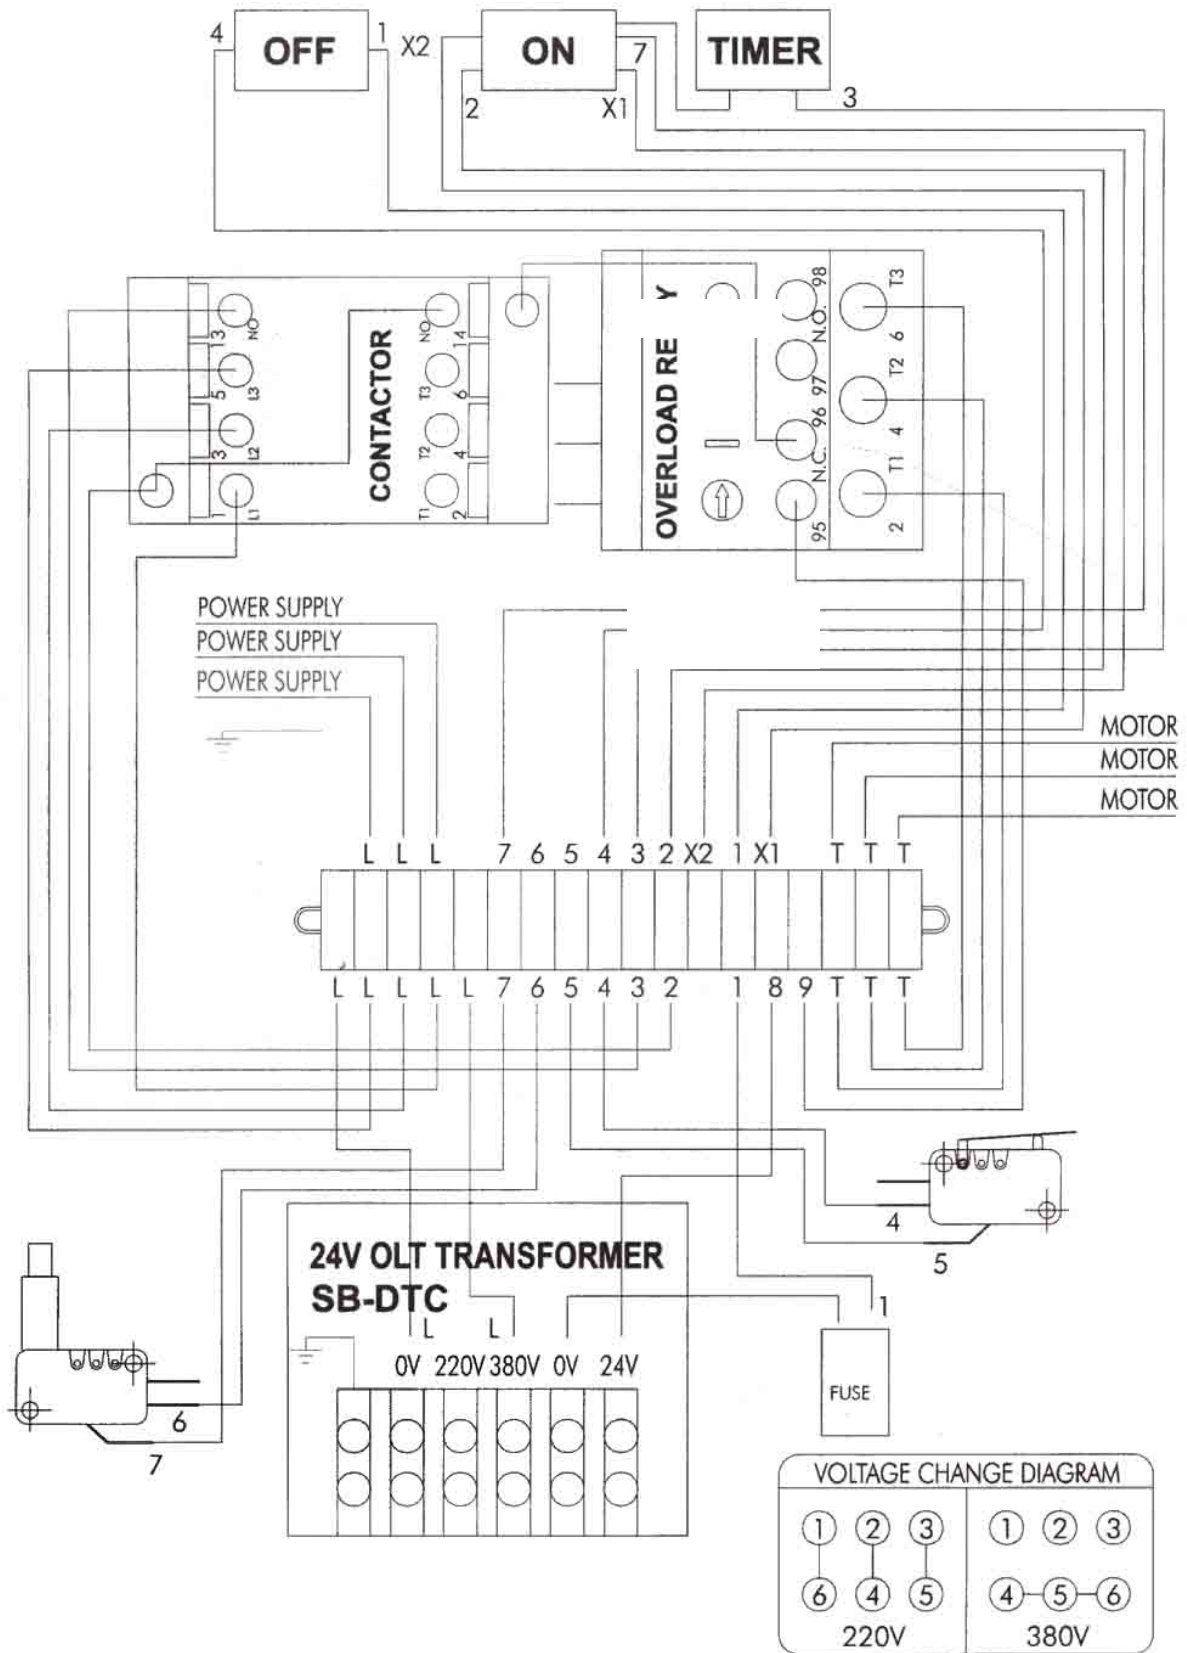 4 OFF 1 X2 ON 7 TIMER
2 X1 3
13 NO
5 L3
3 L2
1 L1
CONTACTOR
NO 14
T3 6
T2 4
T1 2
OVERLOAD RE Y
98
N.O.
97
96
N.C.
95
T3
6
T2
4
T1
2
POWER SUPPLY
POWER SUPPLY
POWER SUPPLY
MOTOR
MOTOR
MOTOR
L L L 7 6 5 4 3 2 X2 1 X1 T T T
L L L L L 7 6 5 4 3 2 1 8 9 T T T
4
5
24V OLT TRANSFORMER
SB-DTC
L L
0V 220V 380V 0V 24V
1
FUSE
6
7
VOLTAGE CHANGE DIAGRAM
1 2 3 1 2 3
6 4 5 4 5 6
220V 380V